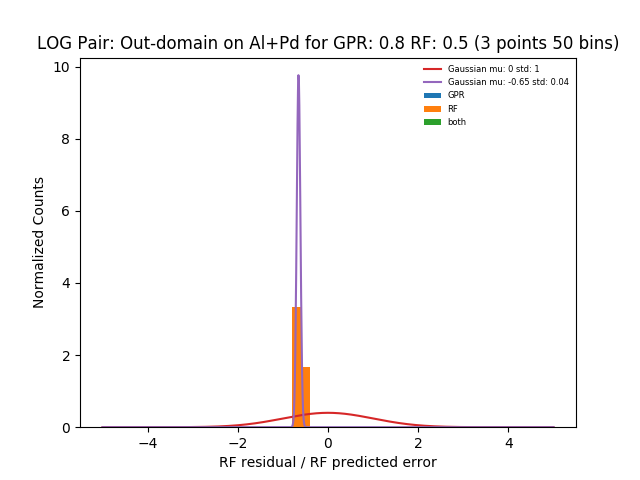 LOG Pair: Out-domain on Al+Pd for GPR: 0.8 RF: 0.5 (3 points 50 bins)
Gaussian mu: 0 std: 1
Gaussian mu: -0.65 std: 0.04
GPR
RF
both
Normalized Counts
10
8
6
4
2
0
−4
−2
0
2
4
RF residual / RF predicted error